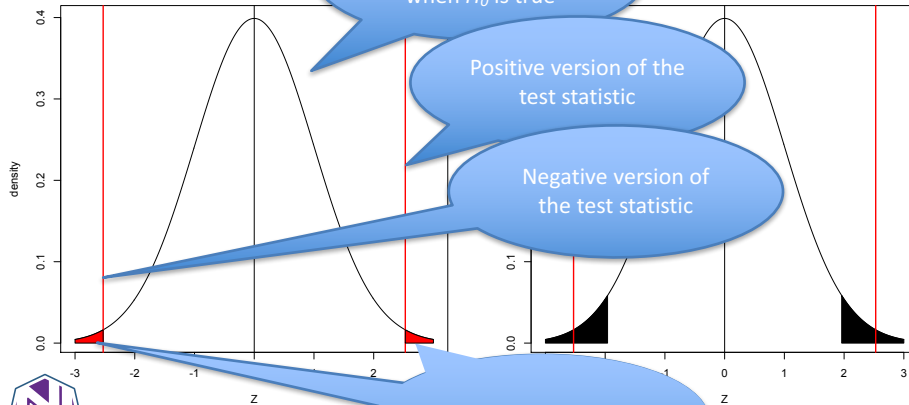 when H0 is true
Positive version of the
test statistic
Negative version of
the test statistic
density
0.0
0.1
0.2
0.3
0.4
-3
-2
-1
0
1
2
Z
0.0
0.1
0
1
2
3
Z